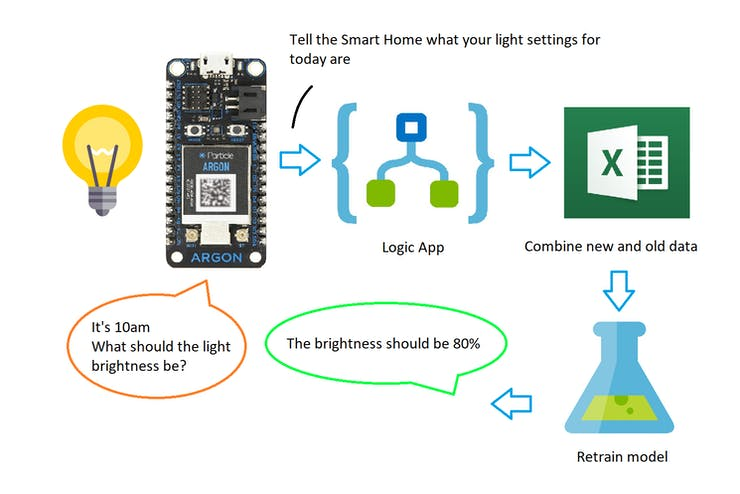 Tell the Smart Home what your light settings for
today are
Particle
ARGON
ARGON
X
Logic App
Combine new and old data
It's 10am
What should the light
brightness be?
The brightness should be 80%
Retrain model